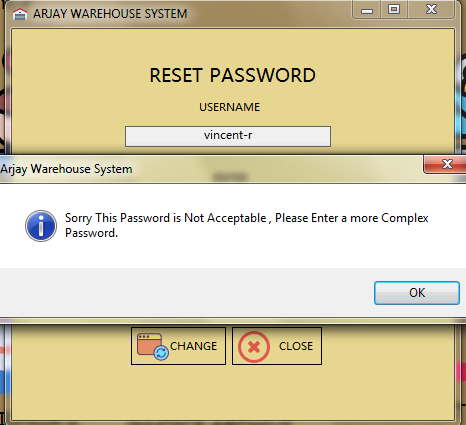 ARJAY WAREHOUSE SYSTEM
RESET PASSWORD
USERNAME
vincent-r
Arjay Warehouse System
Sorry This Password is Not Acceptable , Please Enter a more Complex
Password.
OK
CHANGE
CLOSE